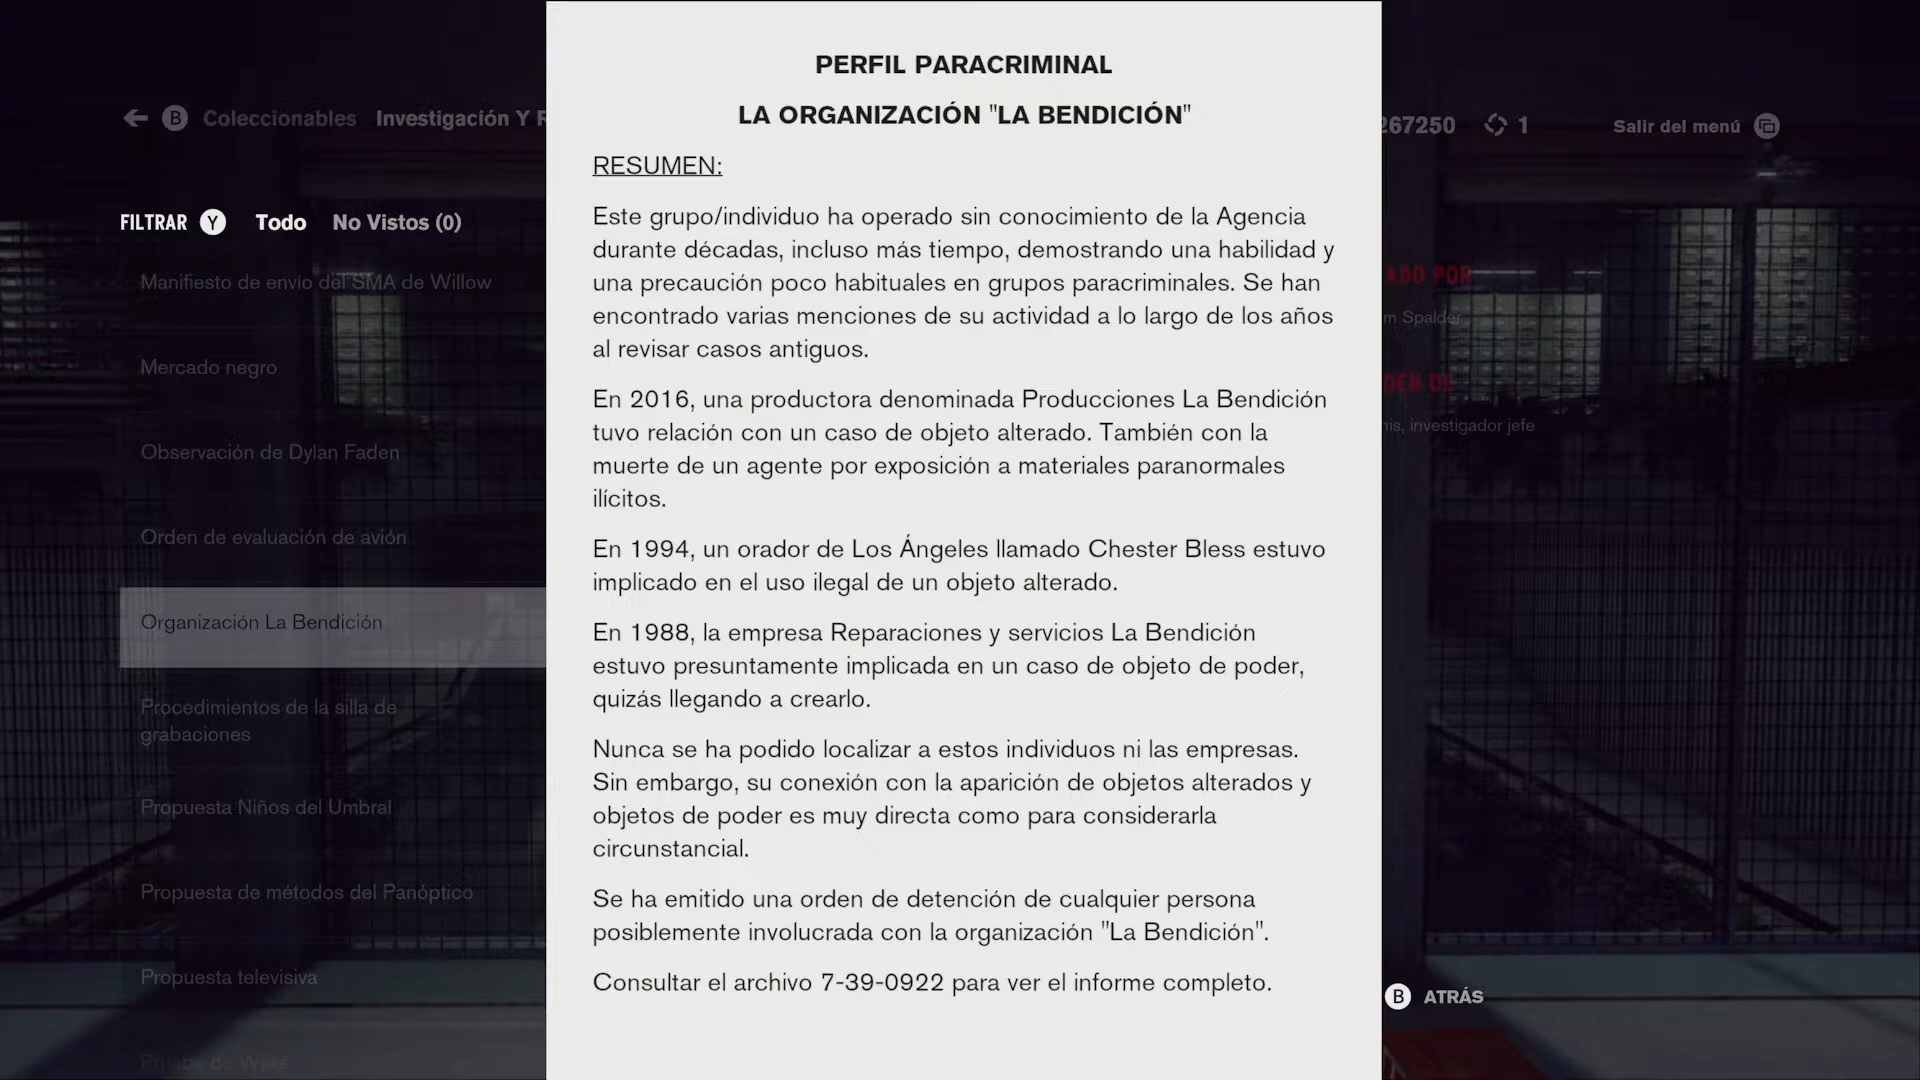 Coleccionables Investigación Y R
267250 1 Salir del menú
FILTRAR Y Todo No Vistos (0)
Manifiesto de envío del SMA de Willow
Mercado negro
Observación de Dylan Faden
Orden de evaluación de avión
Organización La Bendición
Procedimientos de la silla de
grabaciones
Propuesta Niños del Umbral
Propuesta de métodos del Panóptico
Propuesta televisiva
Prueba de Wake
PERFIL PARACRIMINAL
LA ORGANIZACIÓN "LA BENDICIÓN"
RESUMEN:
Este grupo/individuo ha operado sin conocimiento de la Agencia
durante décadas, incluso más tiempo, demostrando una habilidad y
una precaución poco habituales en grupos paracriminales. Se han
encontrado varias menciones de su actividad a lo largo de los años
al revisar casos antiguos.
En 2016, una productora denominada Producciones La Bendición
tuvo relación con un caso de objeto alterado. También con la
muerte de un agente por exposición a materiales paranormales
ilícitos.
En 1994, un orador de Los Ángeles llamado Chester Bless estuvo
implicado en el uso ilegal de un objeto alterado.
En 1988, la empresa Reparaciones y servicios La Bendición
estuvo presuntamente implicada en un caso de objeto de poder,
quizás llegando a crearlo.
Nunca se ha podido localizar a estos individuos ni las empresas.
Sin embargo, su conexión con la aparición de objetos alterados y
objetos de poder es muy directa como para considerarla
circunstancial.
Se ha emitido una orden de detención de cualquier persona
posiblemente involucrada con la organización "La Bendición".
Consultar el archivo 7-39-0922 para ver el informe completo.
ADO POR
m Spalder
DEN DE
nis, investigador jefe
B ATRÁS